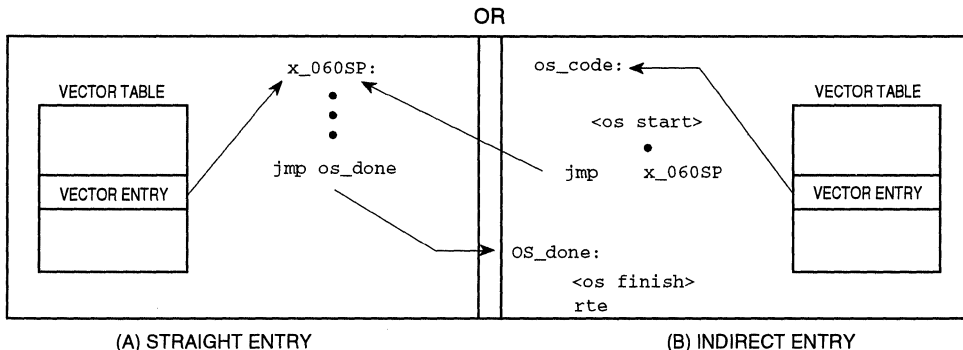 OR
x_060SP:
VECTOR TABLE
jmp os_done
VECTOR ENTRY
(A) STRAIGHT ENTRY
os_code:
VECTOR TABLE
<os start>
jmp x_060SP
VECTOR ENTRY
OS_done:
<os finish>
rte
(B) INDIRECT ENTRY